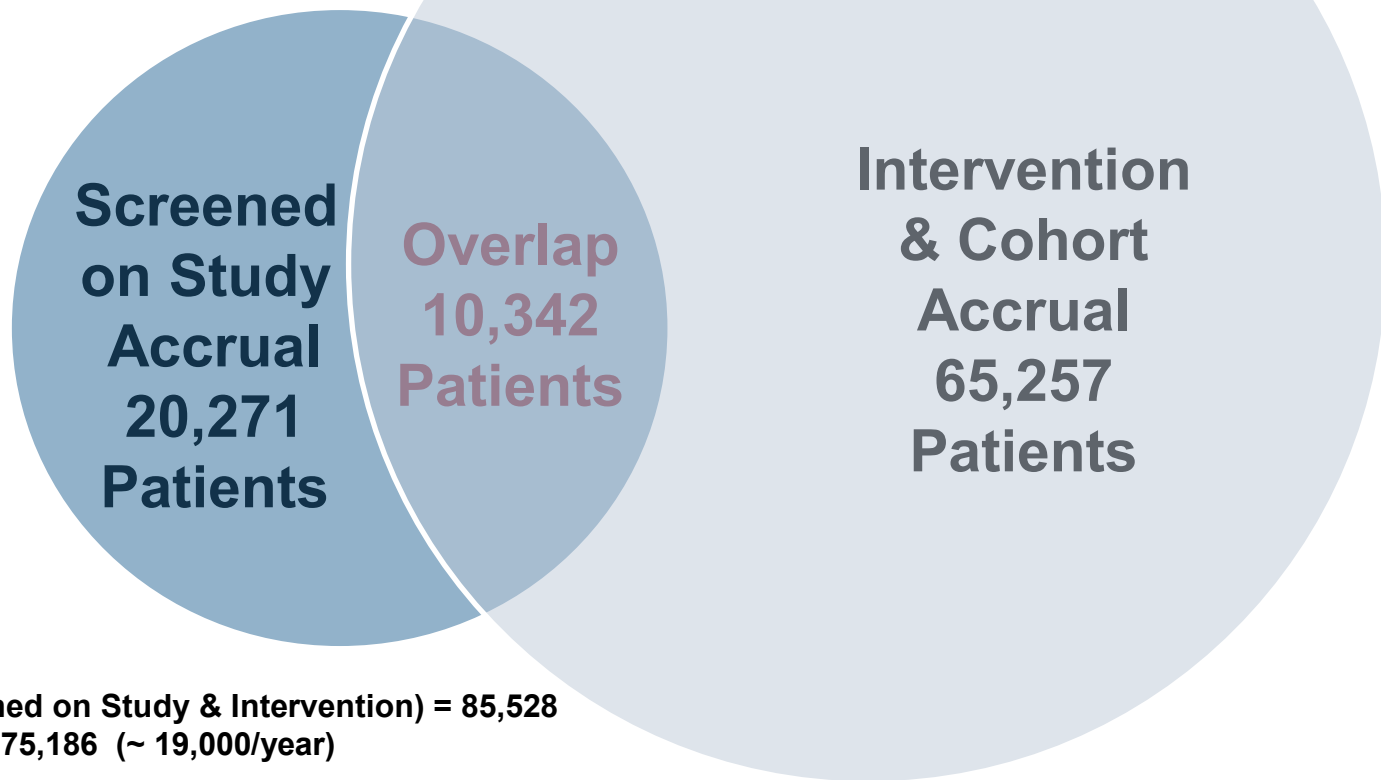 Screened
on Study
Accrual
20,271
Patients
Overlap
10,342
Patients
Intervention
& Cohort
Accrual
65,257
Patients
on Study & Intervention) = 85,528
75,186 (~ 19,000/year)